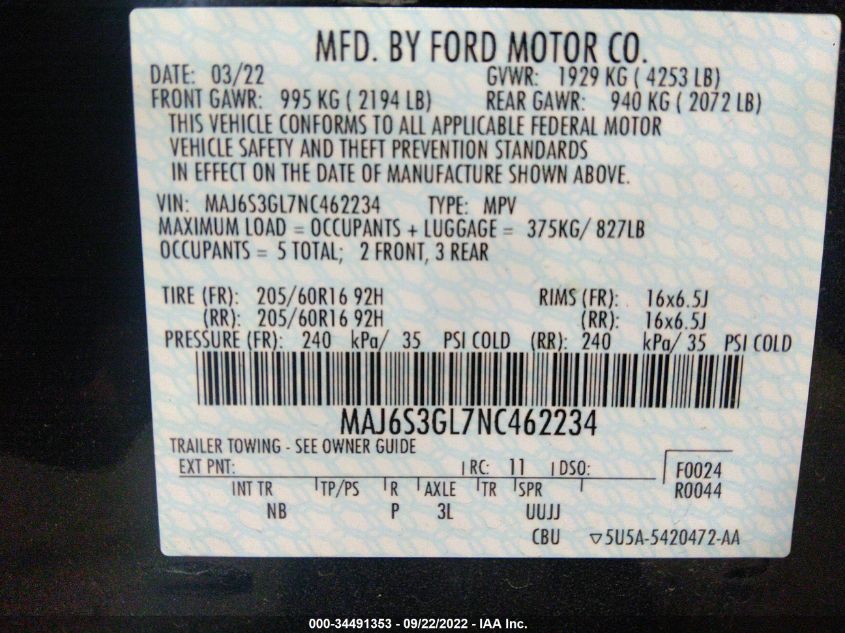 MFD. BY FORD MOTOR CO.
DATE: 03/22 GVWR: 1929 KG ( 4253 LB)
FRONT GAWR: 995 KG ( 2194 LB) REAR GAWR: 940 KG ( 2072 LB)
THIS VEHICLE CONFORMS TO ALL APPLICABLE FEDERAL MOTOR
VEHICLE SAFETY AND THEFT PREVENTION STANDARDS
IN EFFECT ON THE DATE OF MANUFACTURE SHOWN ABOVE.
VIN: MAJ6S3GL7NC462234 TYPE: MPV
MAXIMUM LOAD = OCCUPANTS + LUGGAGE = 375KG/ 827LB
OCCUPANTS = 5 TOTAL; 2 FRONT, 3 REAR
TIRE (FR): 205/60R16 92H RIMS (FR): 16x6.5J
(RR): 205/60R16 92H (RR): 16x6.5J
PRESSURE (FR): 240 kPa/ 35 PSI COLD (RR): 240 kPa/ 35 PSI COLD
MAJ6S3GL7NC462234
TRAILER TOWING - SEE OWNER GUIDE
EXT PNT: RC: 11 DSO: F0024
INT TR TP/PS R AXLE TR SPR R0044
NB P 3L UUJJ
CBU ▽5U5A-5420472-AA
000-34491353 - 09/22/2022 - IAA Inc.